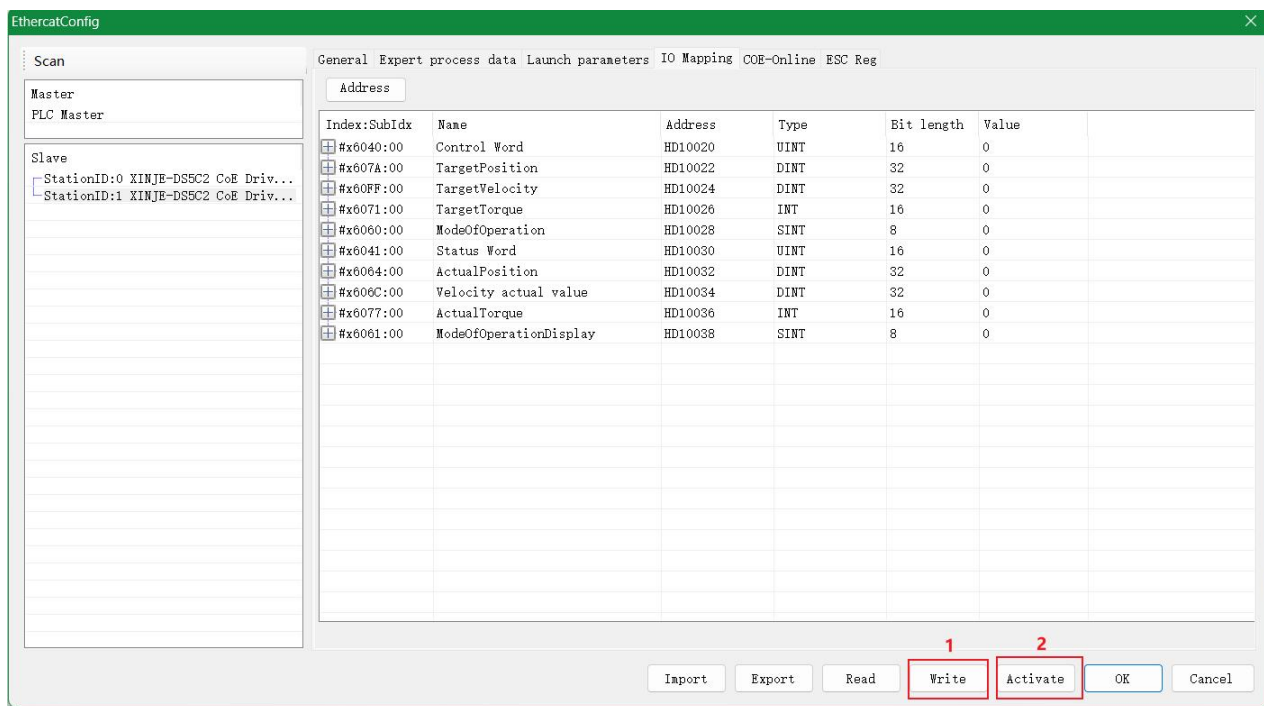 EthercatConfig
Scan
Master
PLC Master
Slave
StationID:0 XINJE-DS5C2 CoE Driv...
StationID:1 XINJE-DS5C2 CoE Driv...
General Expert process data Launch parameters IO Mapping COE-Online ESC Reg
Address
Index:SubIdx Name Address Type Bit length Value
#x6040:00 Control Word HD10020 UINT 16 0
#x607A:00 TargetPosition HD10022 DINT 32 0
#x60FF:00 TargetVelocity HD10024 DINT 32 0
#x6071:00 TargetTorque HD10026 INT 16 0
#x6060:00 ModeOfOperation HD10028 SINT 8 0
#x6041:00 Status Word HD10030 UINT 16 0
#x6064:00 ActualPosition HD10032 DINT 32 0
#x606C:00 Velocity actual value HD10034 DINT 32 0
#x6077:00 ActualTorque HD10036 INT 16 0
#x6061:00 ModeOfOperationDisplay HD10038 SINT 8 0
1 2
Import Export Read Write Activate OK Cancel